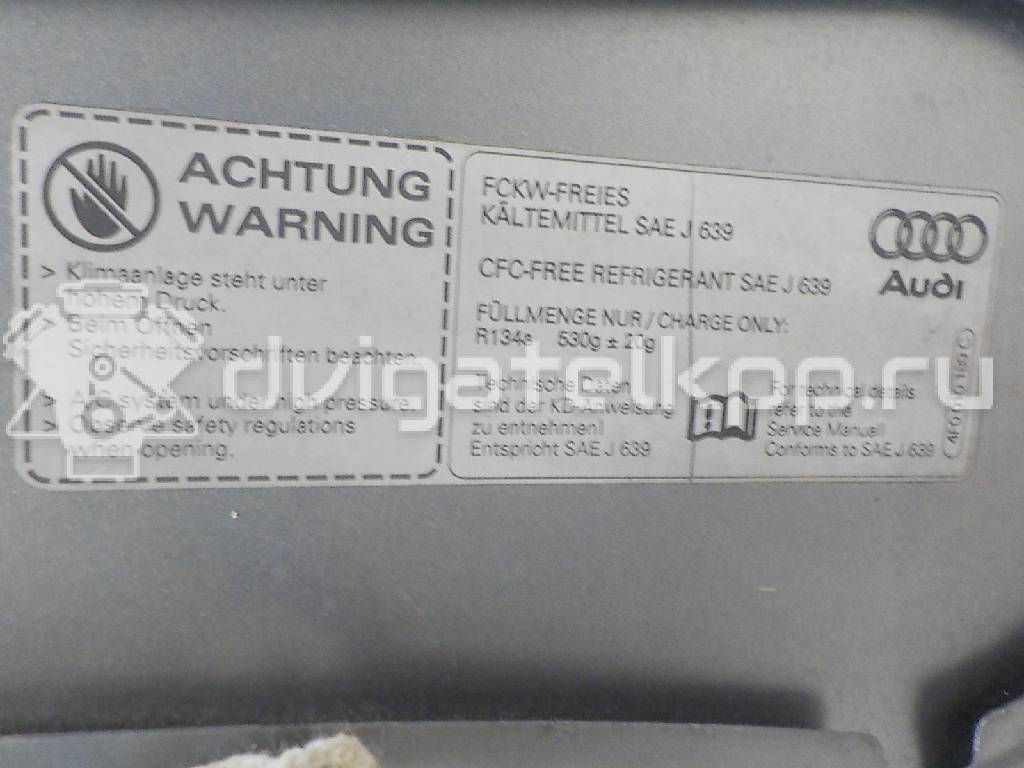 ACHTUNG
WARNING
> Klimaanlage steht unter
hohem Druck.
> Beim Öffnen
Sicherheitsvorschriften beachten.
> A/C-system under high pressure.
> Observe safety regulations
when opening.
FCKW-FREIES
KÄLTEMITTEL SAE J 639
CFC-FREE REFRIGERANT SAE J 639
FÜLLMENGE NUR / CHARGE ONLY:
R134a 530g ± 20g
Technische Daten
sind der KD-Anweisung
zu entnehmen!
Entspricht SAE J 639
For technical details
refer to the
Service Manual!
Conforms to SAE J 639
Audi
dvigatelkof.ru